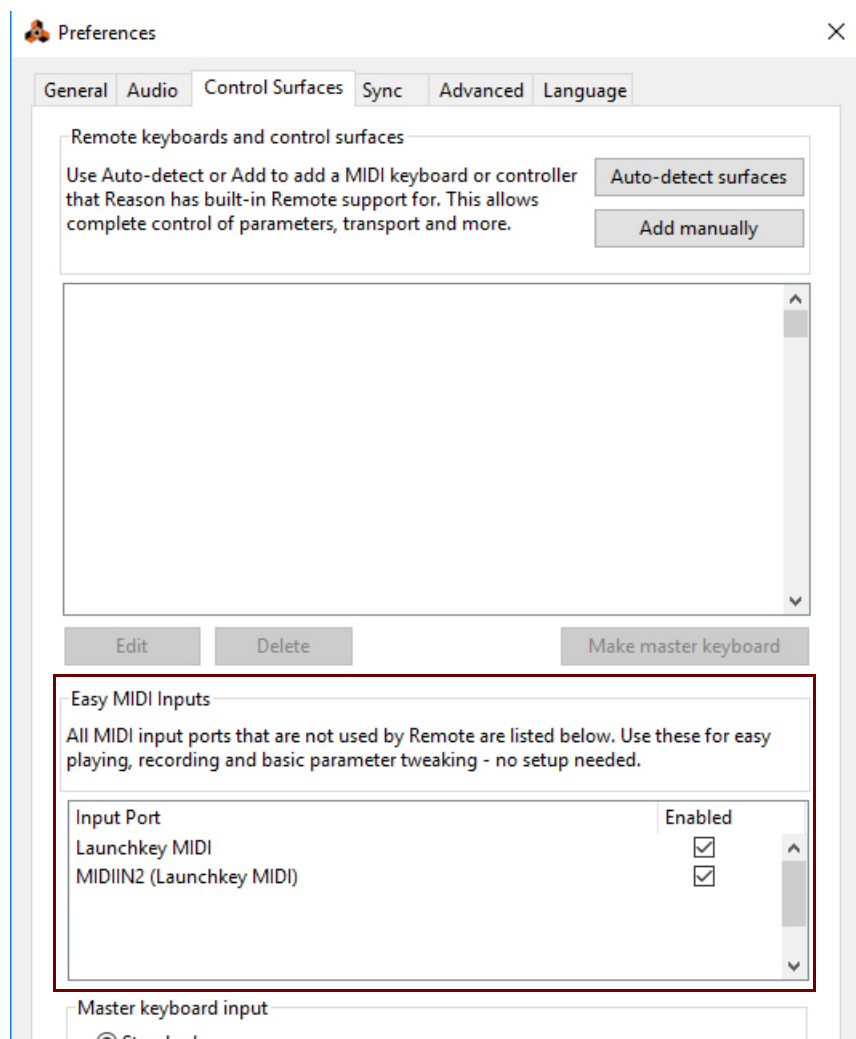 Preferences
General Audio Control Surfaces Sync Advanced Language
Remote keyboards and control surfaces
Use Auto-detect or Add to add a MIDI keyboard or controller
that Reason has built-in Remote support for. This allows
complete control of parameters, transport and more.
Auto-detect surfaces
Add manually
Edit Delete Make master keyboard
Easy MIDI Inputs
All MIDI input ports that are not used by Remote are listed below. Use these for easy
playing, recording and basic parameter tweaking - no setup needed.
Input Port Enabled
Launchkey MIDI
MIDIIN2 (Launchkey MIDI)
Master keyboard input